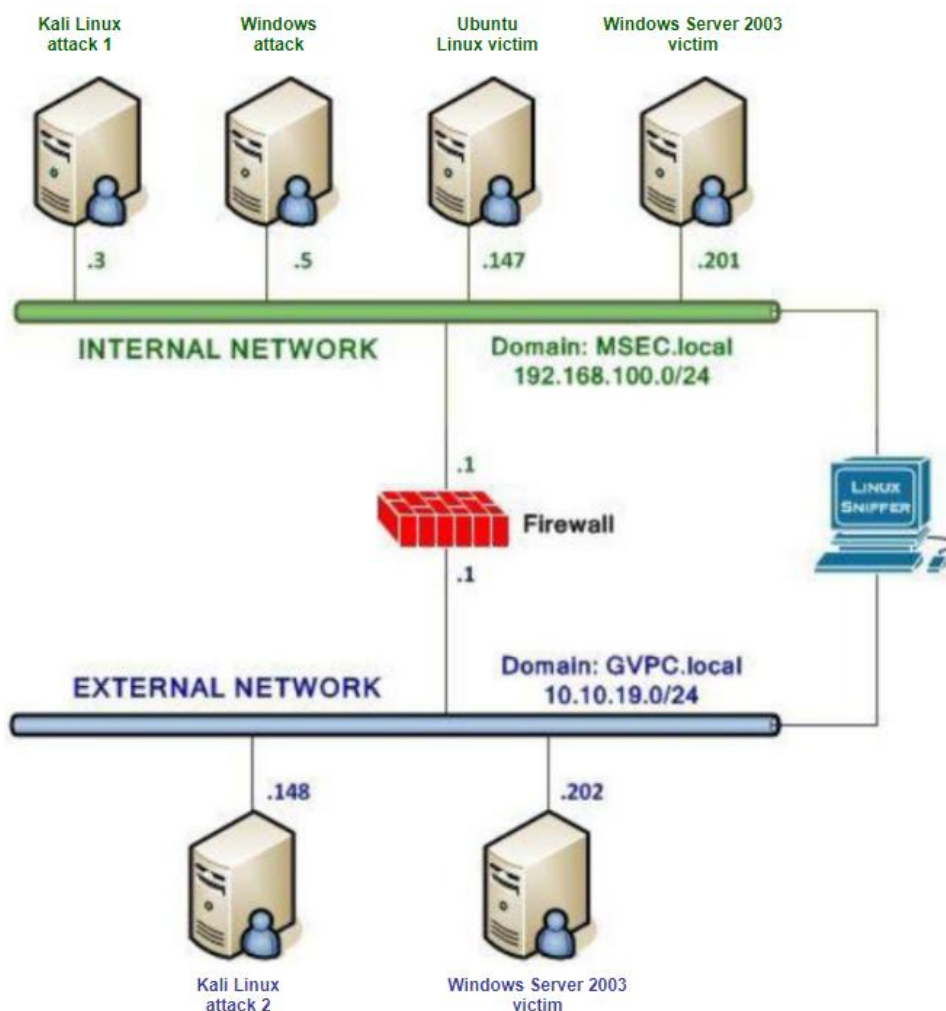 Kali Linux
attack 1
Windows
attack
Ubuntu
Linux victim
Windows Server 2003
victim
.3
.5
.147
.201
INTERNAL NETWORK
Domain: MSEC.local
192.168.100.0/24
.1
Firewall
LINUX
SNIFFER
.1
EXTERNAL NETWORK
Domain: GVPC.local
10.10.19.0/24
.148
.202
Kali Linux
attack 2
Windows Server 2003
victim